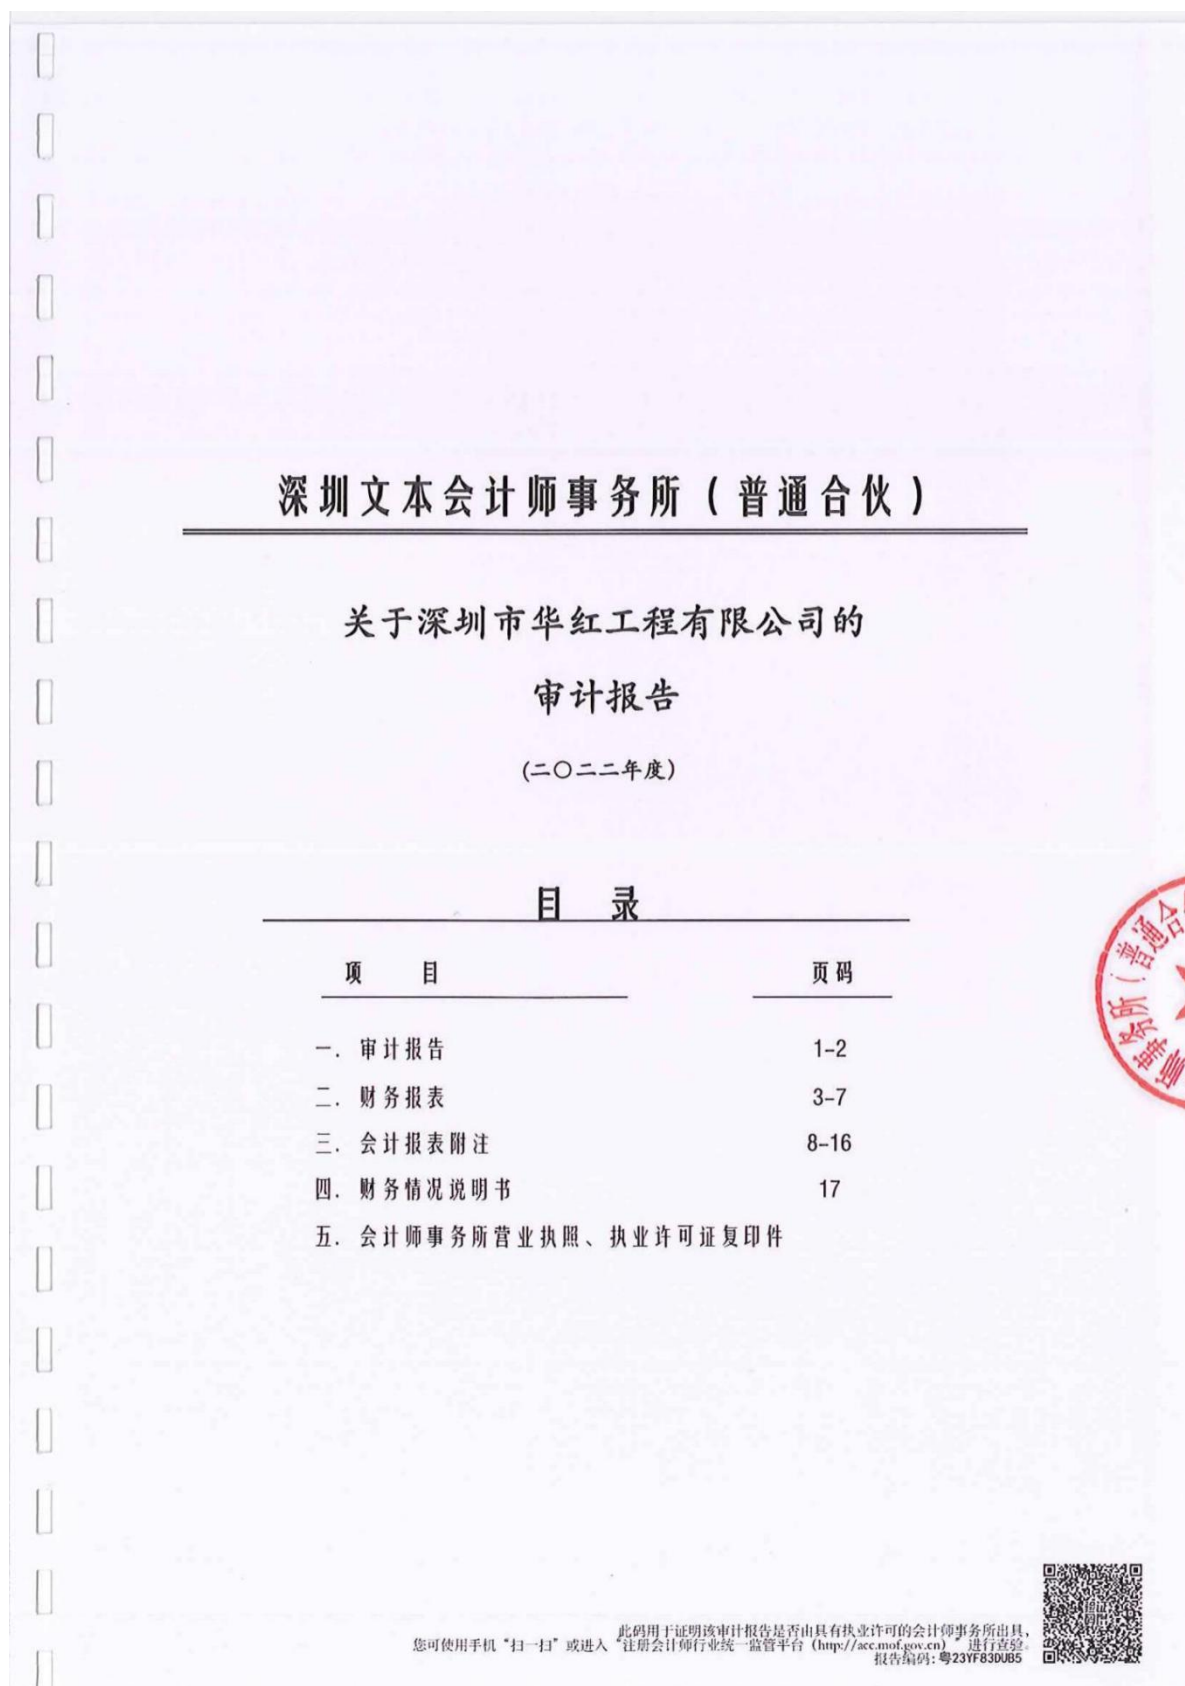 深圳文本会计师事务所（普通合伙）
关于深圳市华红工程有限公司的
审计报告
(二〇二二年度)
目 录
项 目 页码
一. 审计报告 1-2
二. 财务报表 3-7
三. 会计报表附注 8-16
四. 财务情况说明书 17
五. 会计师事务所营业执照、执业许可证复印件
师事务所（普通合
此码用于证明该审计报告是否由具有执业许可的会计师事务所出具，
您可使用手机“扫一扫”或进入“注册会计师行业统一监管平台（http://acc.mof.gov.cn）”进行查验。
报告编码：粤23YF83DUB5